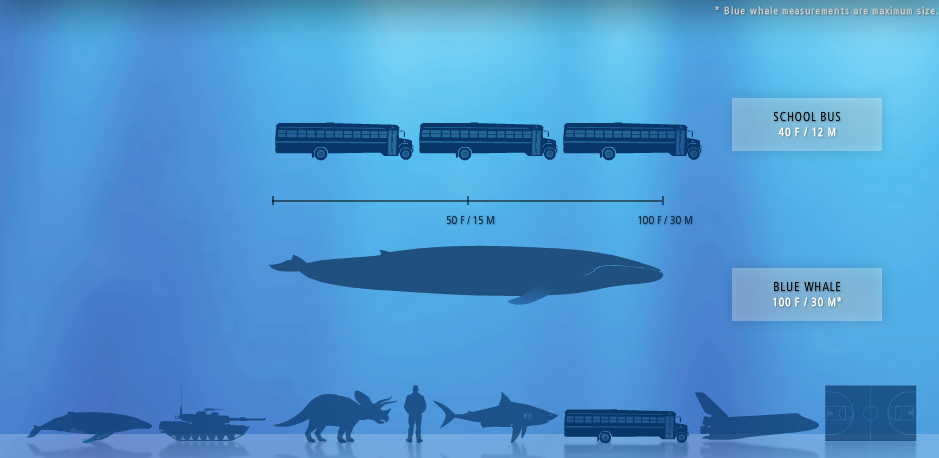 * Blue whale measurements are maximum size.
SCHOOL BUS
40 F / 12 M
50 F / 15 M
100 F / 30 M
BLUE WHALE
100 F / 30 M*